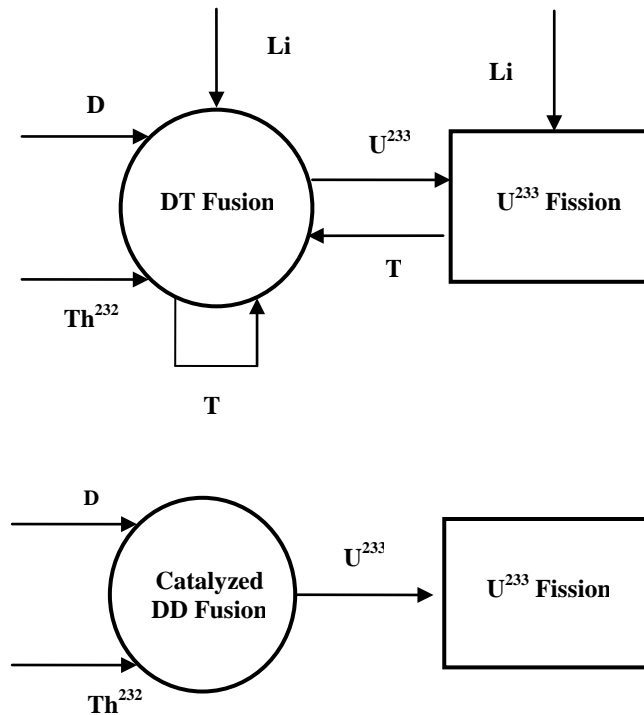 Li
Li
D
U²³³
DT Fusion
U²³³ Fission
T
Th²³²
T
D
U²³³
Catalyzed
DD Fusion
U²³³ Fission
Th²³²